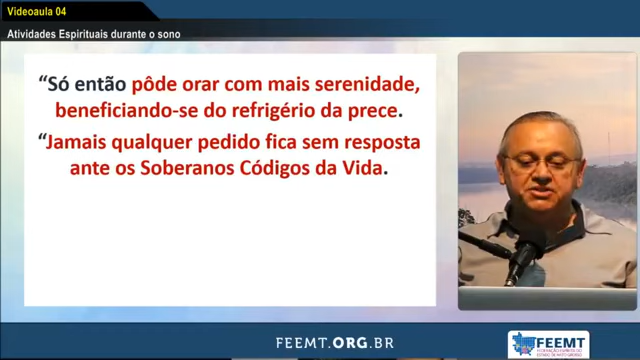 Videoaula 04
Atividades Espirituais durante o sono
“Só então pôde orar com mais serenidade,
beneficiando-se do refrigério da prece.
“Jamais qualquer pedido fica sem resposta
ante os Soberanos Códigos da Vida.
FEEMT.ORG.BR
FEEMT